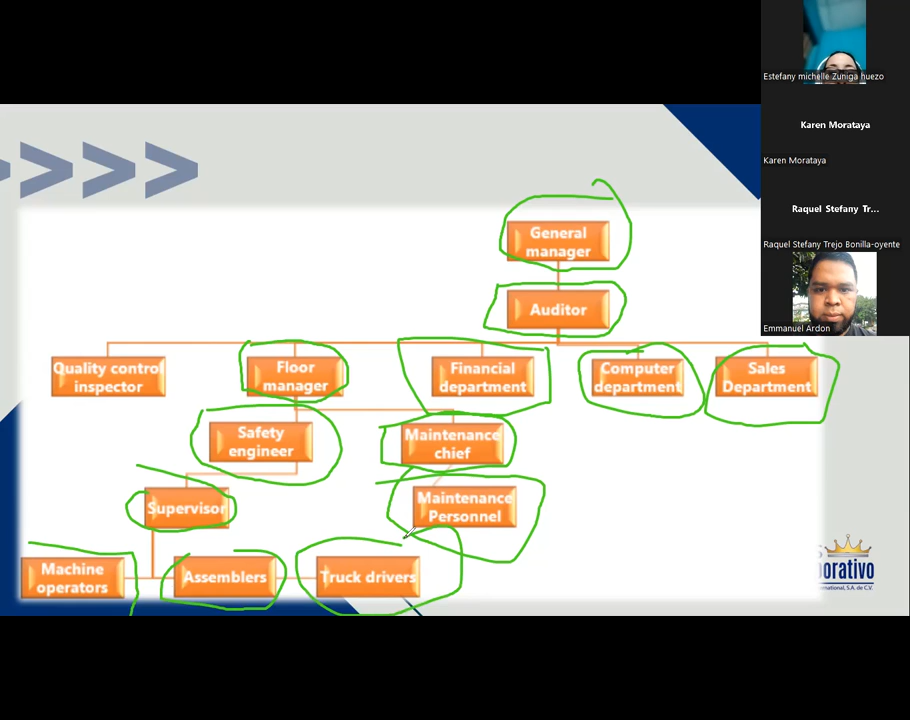 Estefany michelle Zuniga huezo
Karen Morataya
Karen Morataya
Raquel Stefany Tr...
Raquel Stefany Trejo Bonilla-oyente
Emmanuel Ardon
General
manager
Auditor
Quality control
inspector
Floor
manager
Financial
department
Computer
department
Sales
Department
Safety
engineer
Maintenance
chief
Supervisor
Maintenance
Personnel
Machine
operators
Assemblers
Truck drivers
orativo
S.A. de C.V.